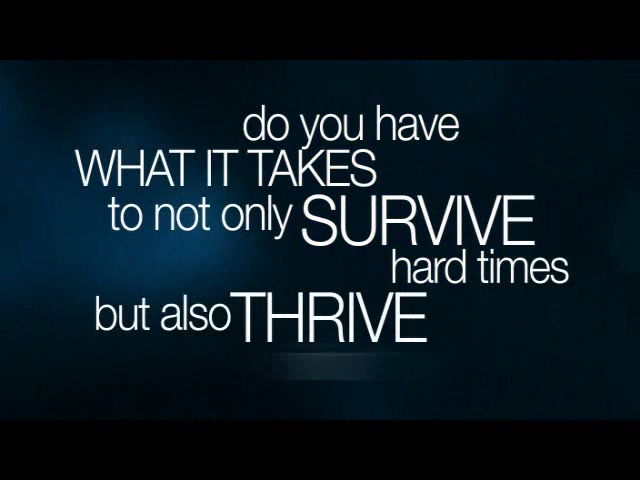 do you have
WHAT IT TAKES
to not only SURVIVE
hard times
but also THRIVE